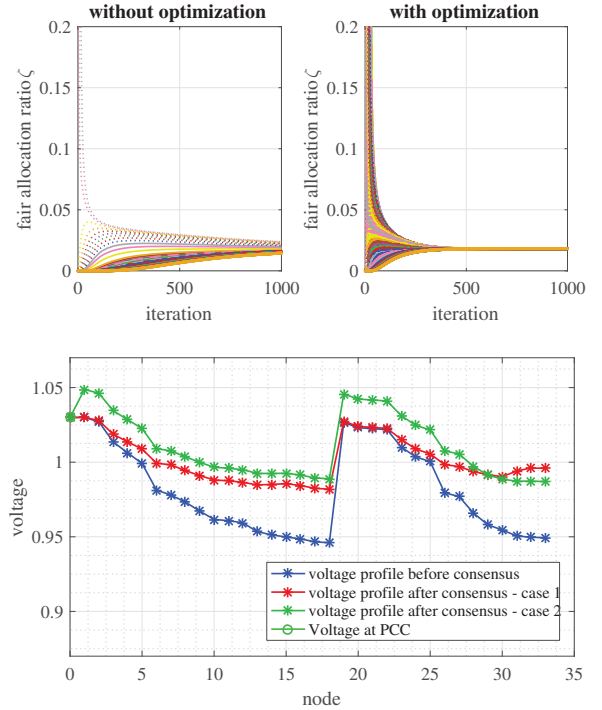 without optimization
with optimization
fair allocation ratio ζ
0.2
0.15
0.1
0.05
0
0
500
1000
iteration
fair allocation ratio ζ
0.2
0.15
0.1
0.05
0
0
500
1000
iteration
voltage
1.05
1
0.95
0.9
voltage profile before consensus
voltage profile after consensus - case 1
voltage profile after consensus - case 2
Voltage at PCC
0
5
10
15
20
25
30
35
node